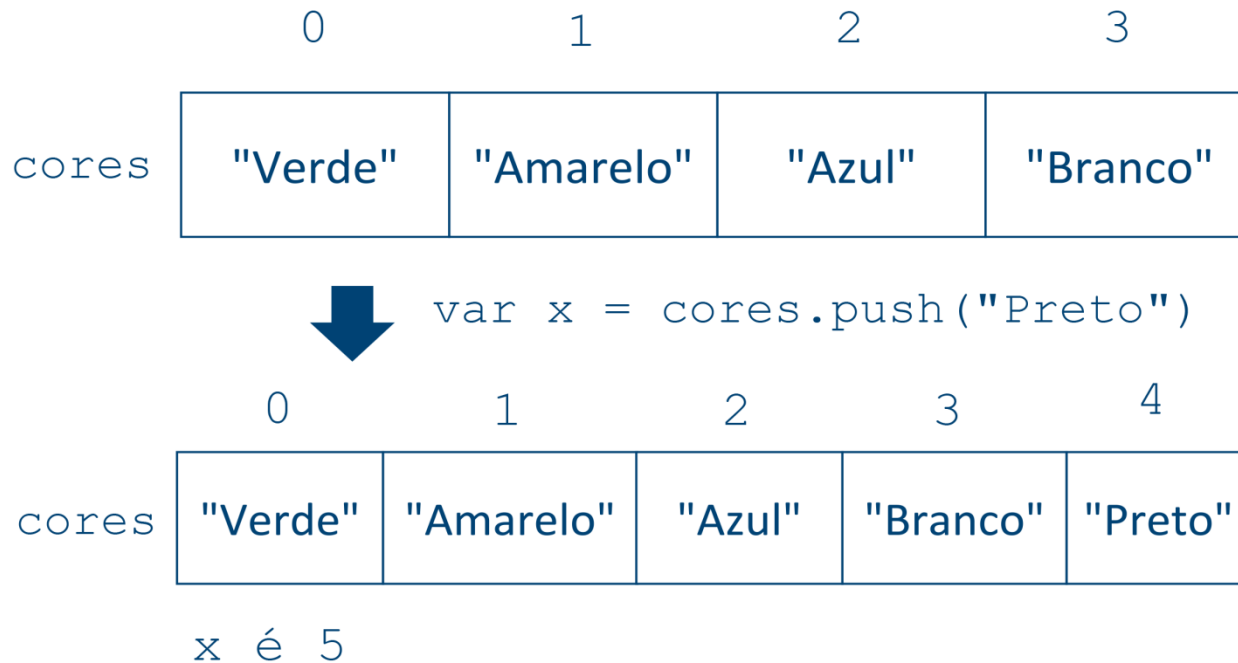 0 1 2 3
cores "Verde" "Amarelo" "Azul" "Branco"
var x = cores.push("Preto")
0 1 2 3 4
cores "Verde" "Amarelo" "Azul" "Branco" "Preto"
x é 5